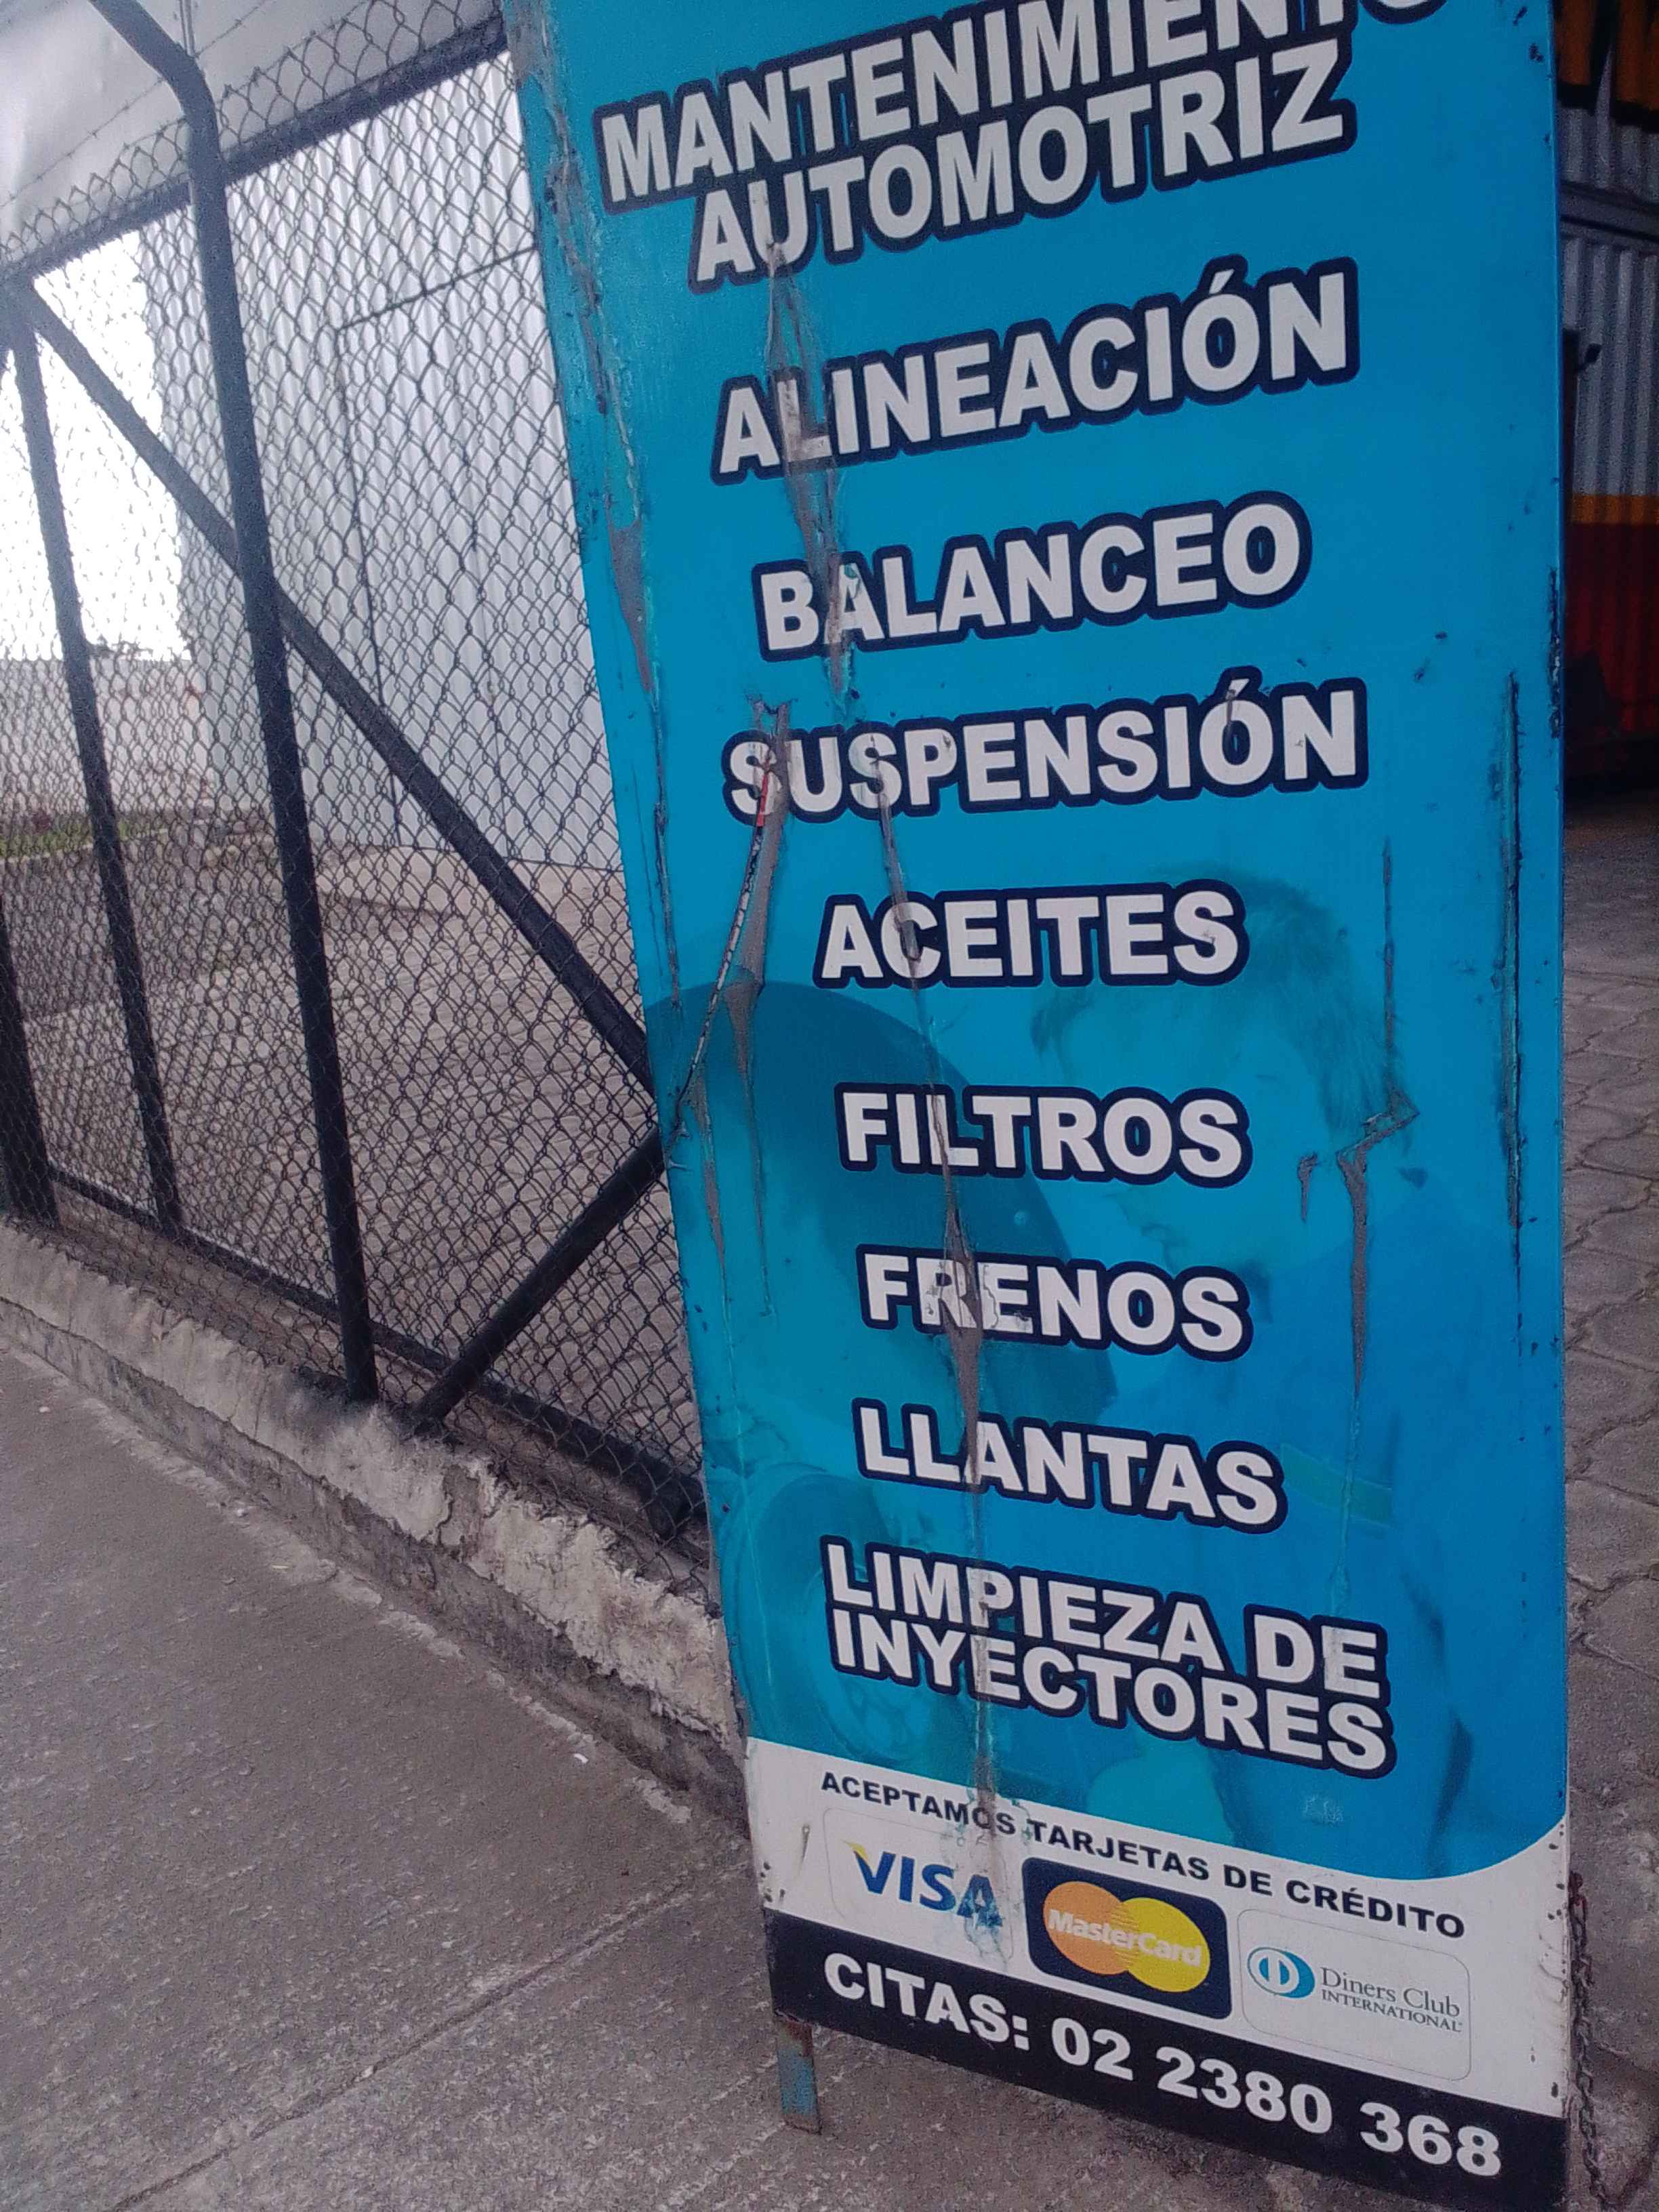 MANTENIMIENTO
AUTOMOTRIZ
ALINEACIÓN
BALANCEO
SUSPENSIÓN
ACEITES
FILTROS
FRENOS
LLANTAS
LIMPIEZA DE
INYECTORES
ACEPTAMOS TARJETAS DE CRÉDITO
VISA
MasterCard
Diners Club
INTERNATIONAL
CITAS: 02 2380 368